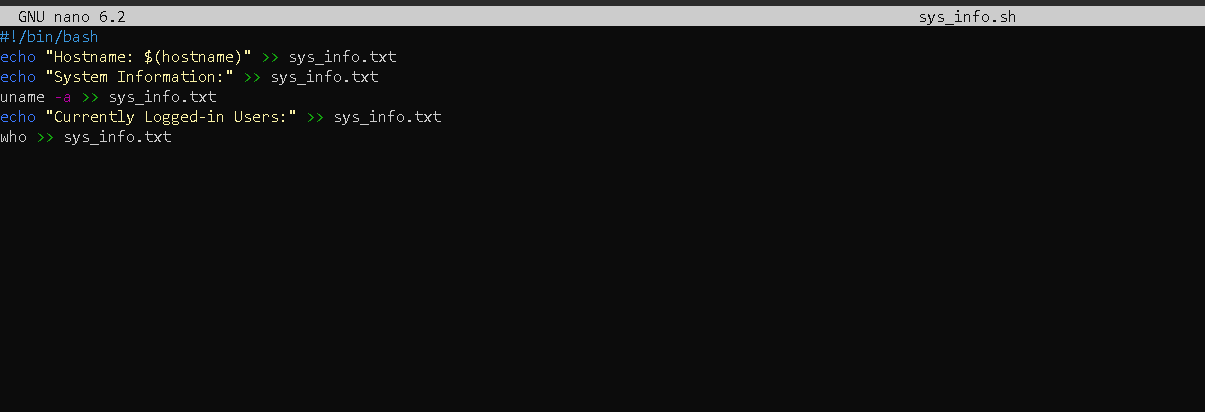 GNU nano 6.2 sys_info.sh
#!/bin/bash
echo "Hostname: $(hostname)" >> sys_info.txt
echo "System Information:" >> sys_info.txt
uname -a >> sys_info.txt
echo "Currently Logged-in Users:" >> sys_info.txt
who >> sys_info.txt